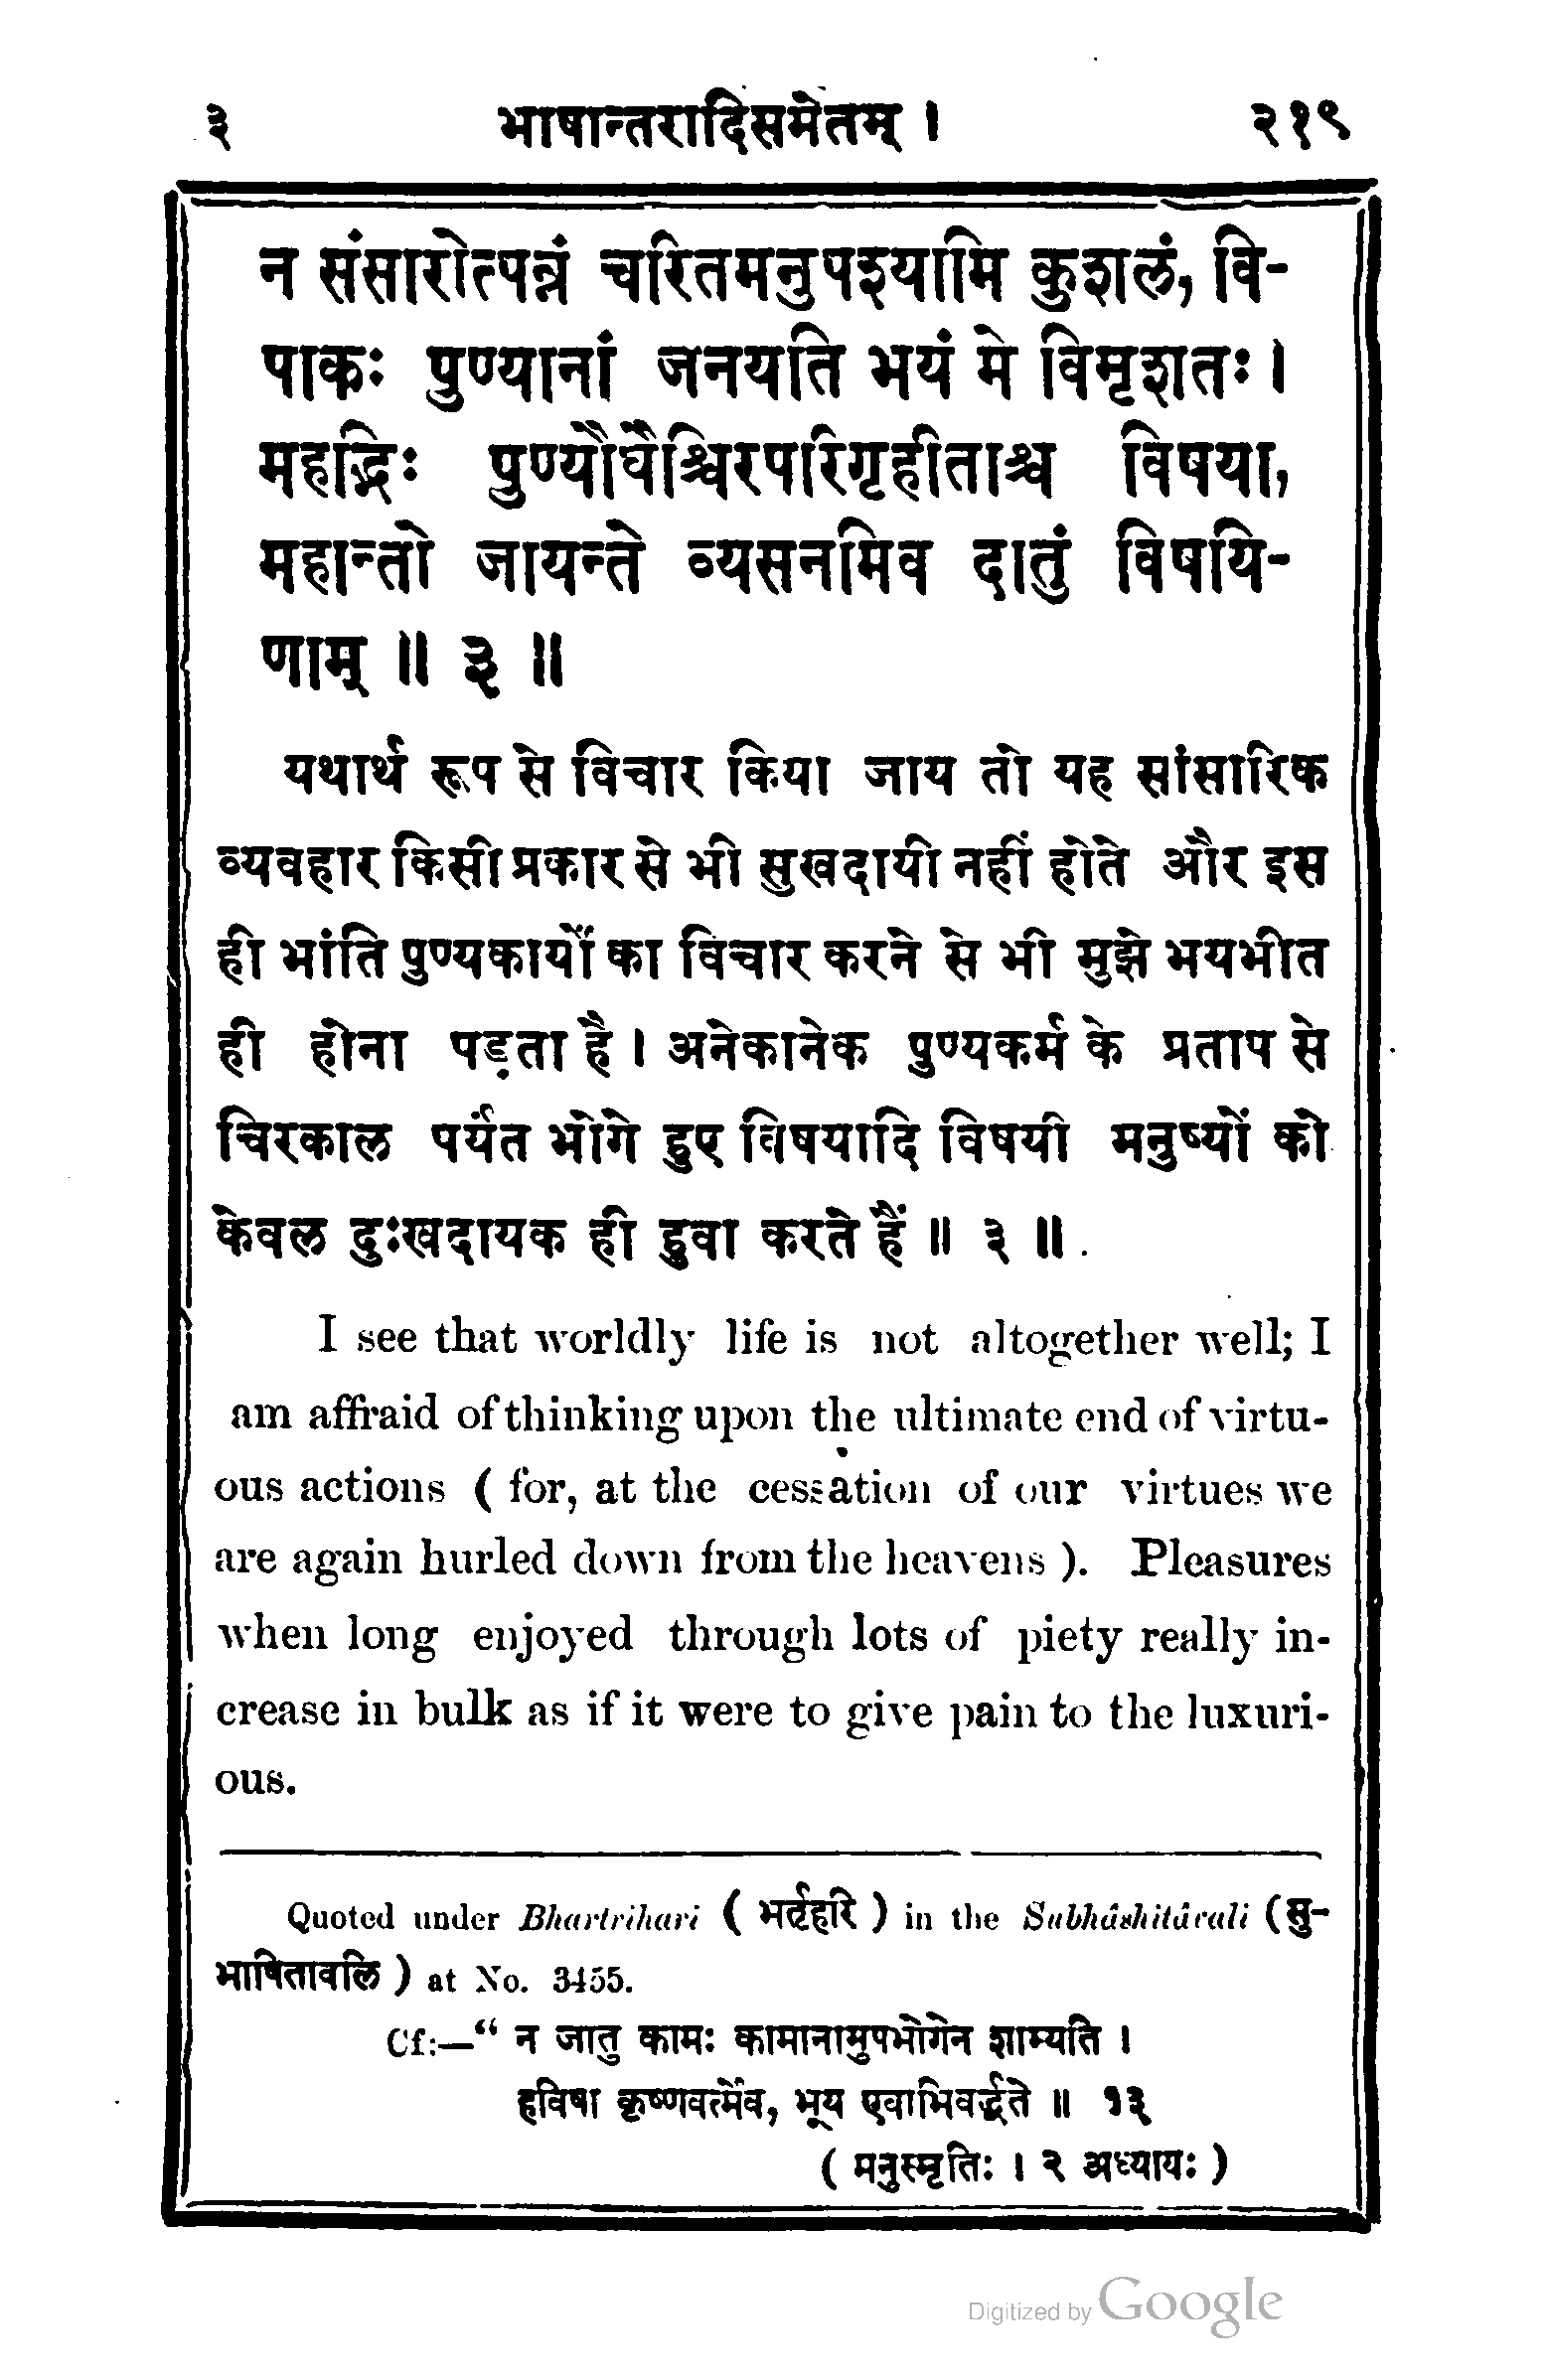 ३ भाषान्तरादिसमेतम् । २१९
न संसारोत्पन्नं चरितमनुपश्यामि कुशलं, वि-
पाकः पुण्यानां जनयति भयं मे विमृशतः ।
महद्भिः पुण्यौघैश्चिरपरिगृहीताश्च विषया,
महान्तो जायन्ते व्यसनमिव दातुं विषयि-
णाम् ॥ ३ ॥
यथार्थ रूप से विचार किया जाय तो यह सांसारिक
व्यवहार किसी प्रकार से भी सुखदायी नहीं होते और इस
ही भांति पुण्यकार्यों का विचार करने से भी मुझे भयभीत
ही होना पड़ता है । अनेकानेक पुण्यकर्म के प्रताप से
चिरकाल पर्यंत भोगे हुए विषयादि विषयी मनुष्यों को
केवल दुःखदायक ही हुवा करते हैं ॥ ३ ॥
I see that worldly life is not altogether well; I
am affraid of thinking upon the ultimate end of virtu-
ous actions ( for, at the cessation of our virtues we
are again hurled down from the heavens ). Pleasures
when long enjoyed through lots of piety really in-
crease in bulk as if it were to give pain to the luxuri-
ous.
Quoted under Bhartrihari ( भर्तृहरि ) in the Subhâshitâvali ( सु-
भाषितावलि ) at No. 3455.
Cf:—“ न जातु कामः कामानामुपभोगेन शाम्यति ।
हविषा कृष्णवर्त्मेव, भूय एवाभिवर्द्धते ॥ १३
( मनुस्मृतिः । २ अध्यायः )
Digitized by Google